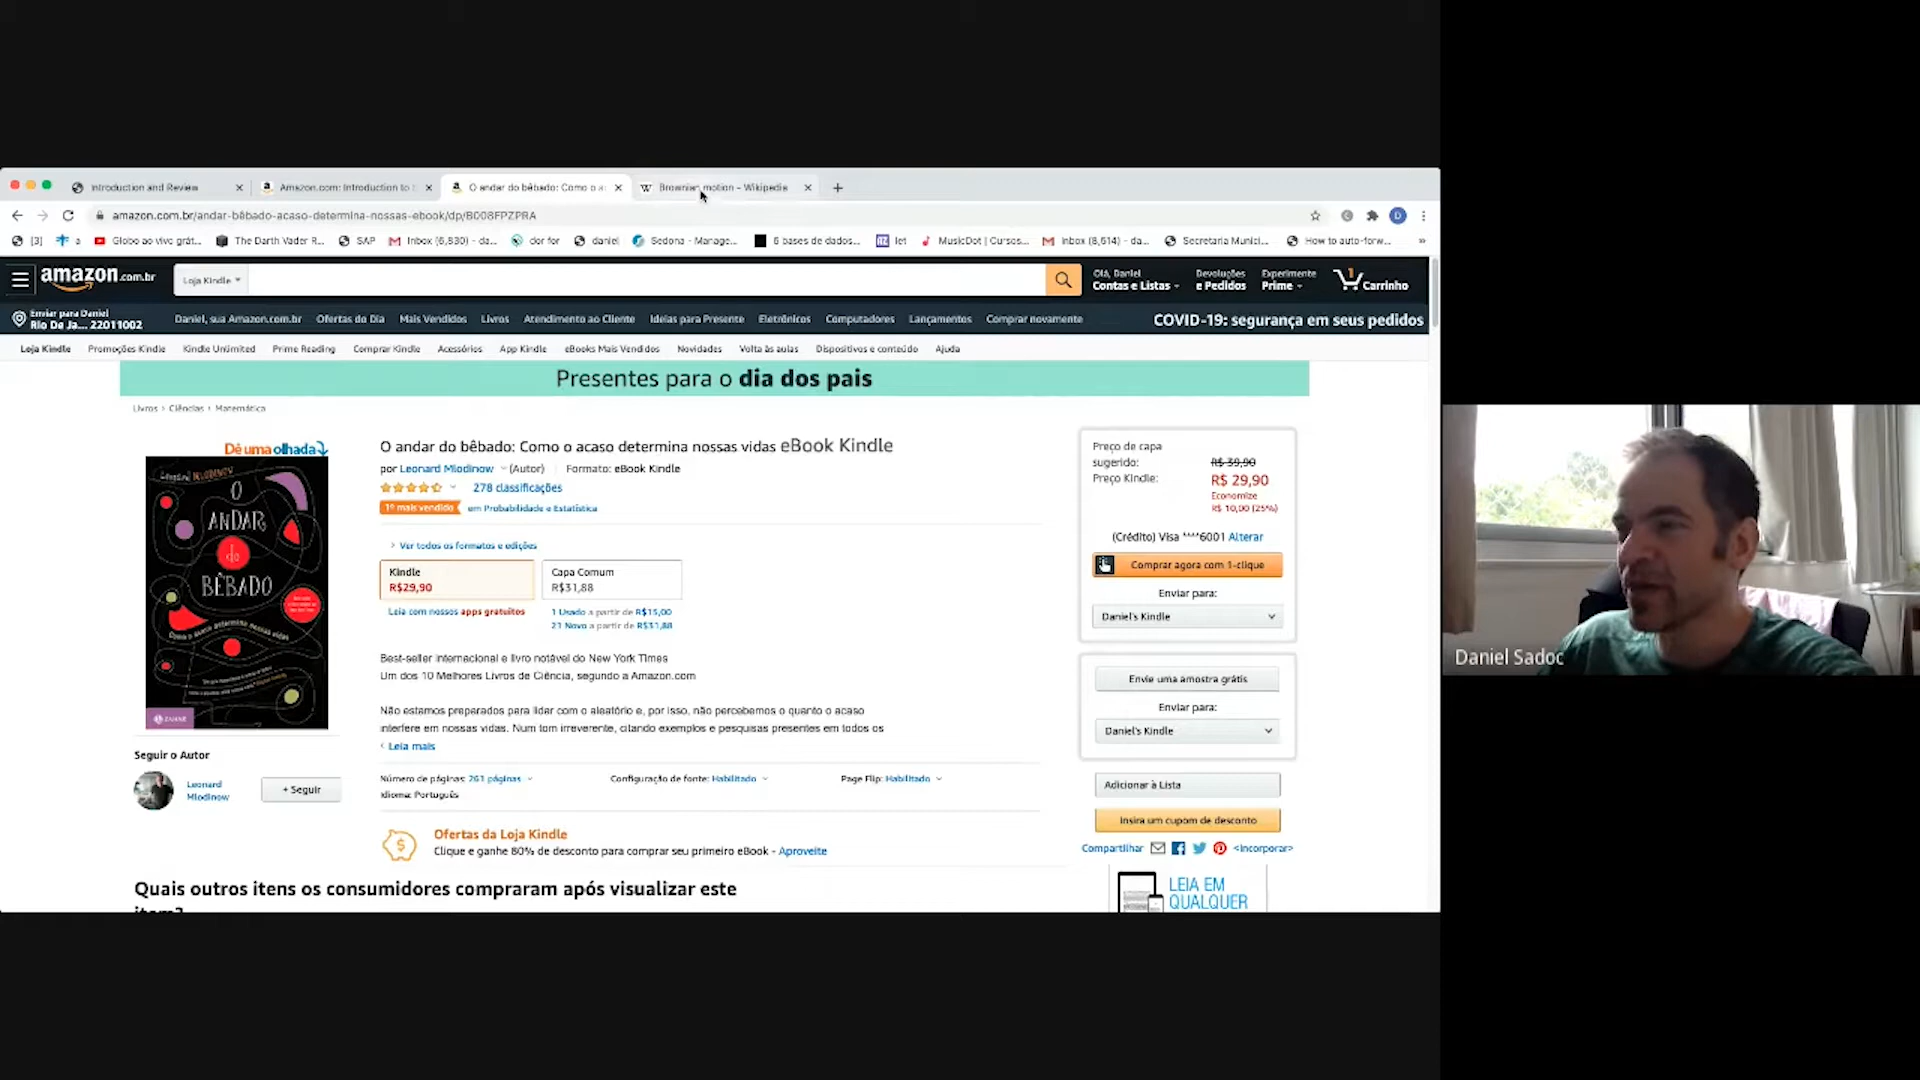 Introduction and Review
Amazon.com: Introduction to
O andar do bêbado: Como o a
Brownian motion - Wikipedia
amazon.com.br/andar-bêbado-acaso-determina-nossas-ebook/dp/B008FPZPRA
[3]
a
Globo ao vivo grát...
The Darth Vader R...
SAP
Inbox (6,830) - da...
dor for
daniel
Sedona - Manage...
6 bases de dados...
let
MusicDot | Cursos...
Inbox (8,614) - da...
Secretaria Munici...
How to auto-forw...
»
amazon.com.br
Loja Kindle
Olá, Daniel
Contas e Listas
Devoluções
e Pedidos
Experimente
Prime
1
Carrinho
Enviar para Daniel
Rio De Ja... 22011002
Daniel, sua Amazon.com.br
Ofertas do Dia
Mais Vendidos
Livros
Atendimento ao Cliente
Ideias para Presente
Eletrônicos
Computadores
Lançamentos
Comprar novamente
COVID-19: segurança em seus pedidos
Loja Kindle
Promoções Kindle
Kindle Unlimited
Prime Reading
Comprar Kindle
Acessórios
App Kindle
eBooks Mais Vendidos
Novidades
Volta às aulas
Dispositivos e conteúdo
Ajuda
Presentes para o dia dos pais
Livros › Ciências › Matemática
Dê uma olhada
Leonard MLODINOW
O
ANDAR
do
BÊBADO
Como o acaso determina nossas vidas
ZAHAR
O andar do bêbado: Como o acaso determina nossas vidas eBook Kindle
por Leonard Mlodinow (Autor)
Formato: eBook Kindle
278 classificações
1º mais vendido
em Probabilidade e Estatística
› Ver todos os formatos e edições
Kindle
R$29,90
Capa Comum
R$31,88
Leia com nossos apps gratuitos
1 Usado a partir de R$15,00
21 Novo a partir de R$31,88
Best-seller internacional e livro notável do New York Times
Um dos 10 Melhores Livros de Ciência, segundo a Amazon.com
Não estamos preparados para lidar com o aleatório e, por isso, não percebemos o quanto o acaso
interfere em nossas vidas. Num tom irreverente, citando exemplos e pesquisas presentes em todos os
Leia mais
Número de páginas: 261 páginas
Configuração de fonte: Habilitado
Page Flip: Habilitado
Idioma: Português
Seguir o Autor
Leonard
Mlodinow
+ Seguir
Ofertas da Loja Kindle
Clique e ganhe 80% de desconto para comprar seu primeiro eBook - Aproveite
Quais outros itens os consumidores compraram após visualizar este
item?
Preço de capa
sugerido: R$ 39,90
Preço Kindle: R$ 29,90
Economize
R$ 10,00 (25%)
(Crédito) Visa ****6001 Alterar
Comprar agora com 1-clique
Enviar para:
Daniel's Kindle
Envie uma amostra grátis
Enviar para:
Daniel's Kindle
Adicionar à Lista
Insira um cupom de desconto
Compartilhar
<Incorporar>
LEIA EM
QUALQUER
Daniel Sadoc